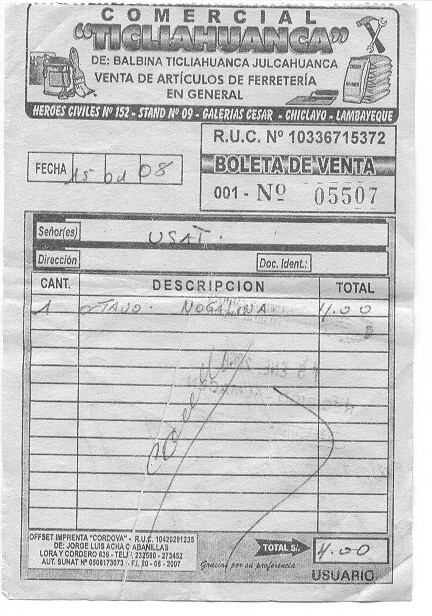 COMERCIAL
"TICLIAHUANCA"
DE: BALBINA TICLIAHUANCA JULCAHUANCA
VENTA DE ARTÍCULOS DE FERRETERÍA
EN GENERAL
HEROES CIVILES Nº 152 - STAND Nº 09 - GALERIAS CESAR - CHICLAYO - LAMBAYEQUE
R.U.C. Nº 10336715372
BOLETA DE VENTA
001 - Nº 05507
FECHA 15 01 08
Señor(es) USAT.
Dirección Doc. Ident.:
CANT. DESCRIPCION TOTAL
1 OCTAVO. NOGALINA 4.00
OFFSET IMPRENTA "CORDOVA" - R.U.C. 10420291235
DE: JORGE LUIS ACHA CABANILLAS
LORA Y CORDERO 636 - TELF.: 232590 - 273452
AUT. SUNAT Nº 0508173073 - F.I. 20 - 08 - 2007
TOTAL S/. 4.00
Gracias por su preferencia
USUARIO